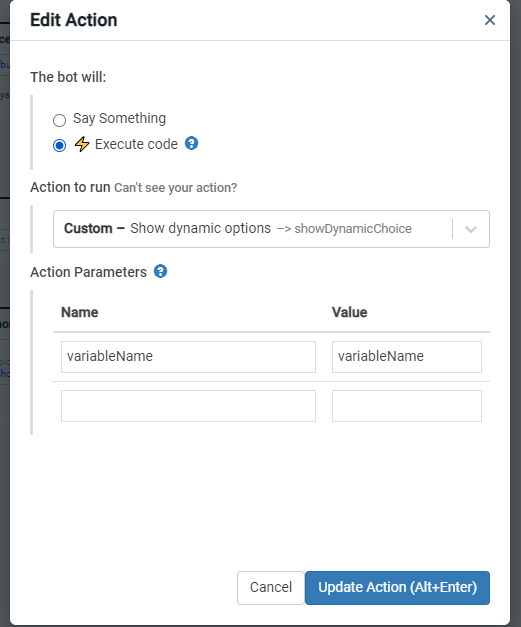 Edit Action
×
The bot will:
Say Something
⚡ Execute code ?
Action to run Can't see your action?
Custom – Show dynamic options –> showDynamicChoice
Action Parameters ?
Name Value
variableName variableName
Cancel Update Action (Alt+Enter)